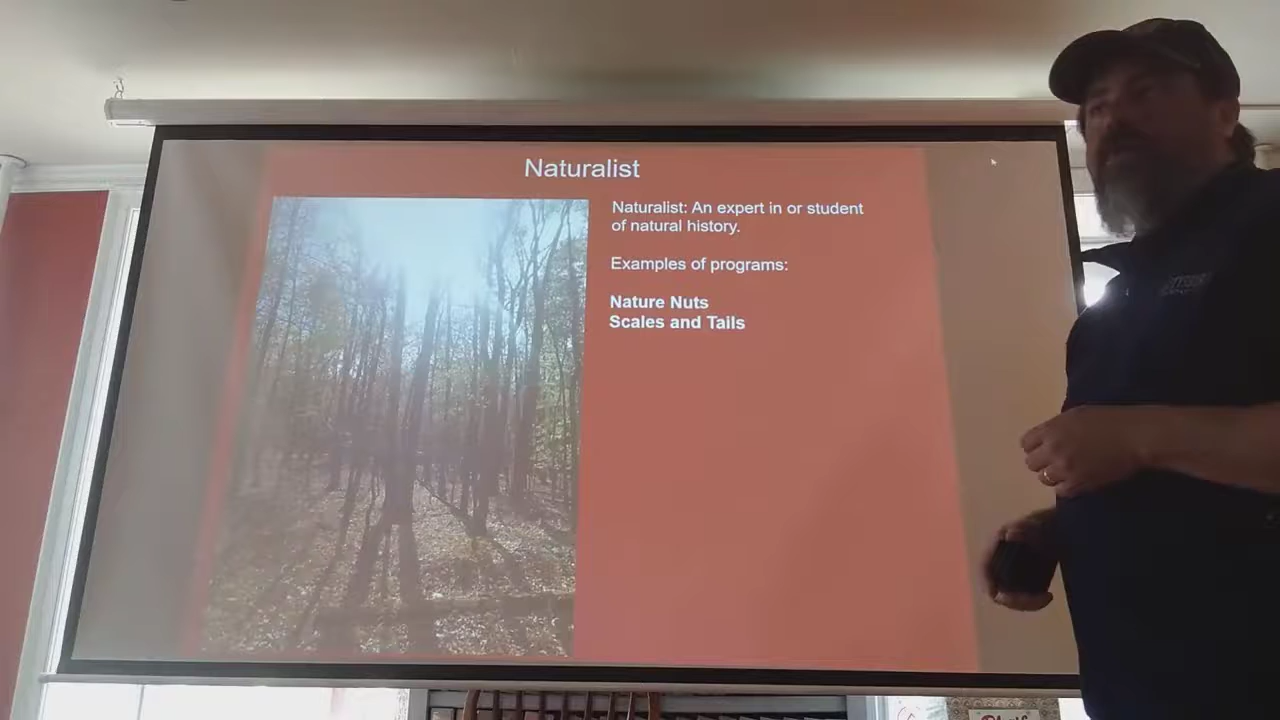 Naturalist
Naturalist: An expert in or student
of natural history.
Examples of programs:
Nature Nuts
Scales and Tails